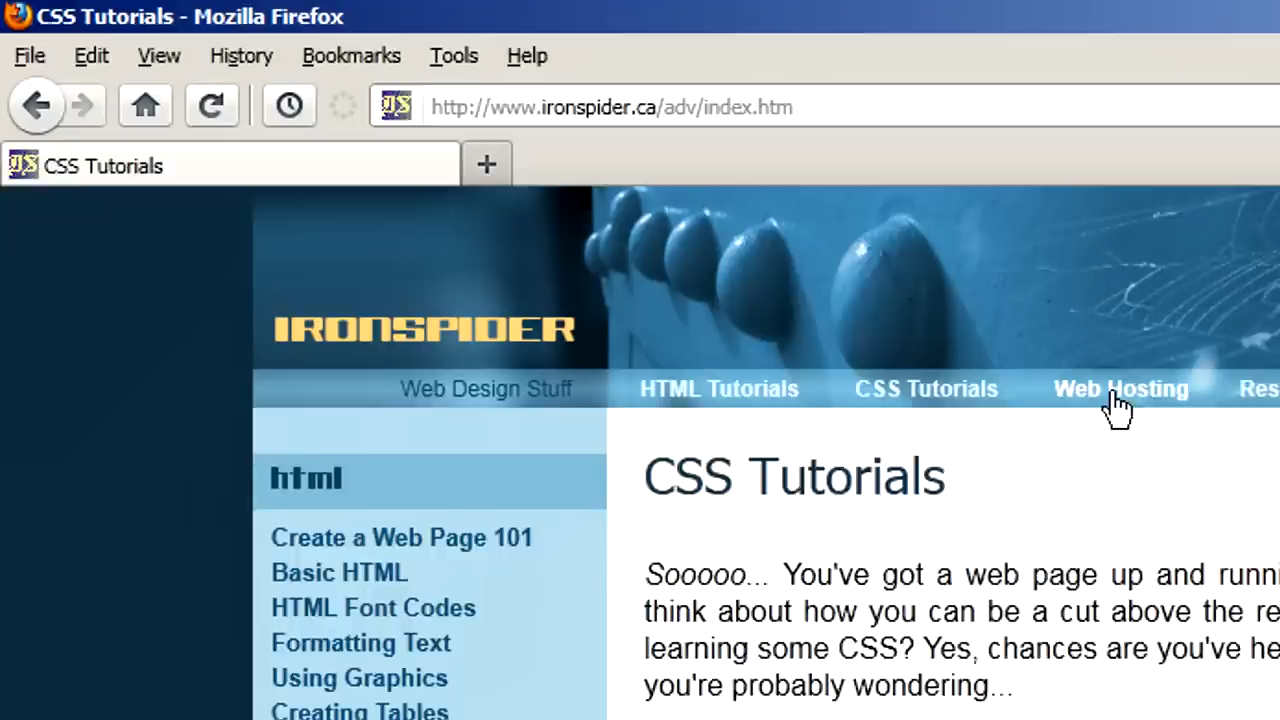 CSS Tutorials - Mozilla Firefox
File Edit View History Bookmarks Tools Help
http://www.ironspider.ca/adv/index.htm
CSS Tutorials
IRONSPIDER
Web Design Stuff HTML Tutorials CSS Tutorials Web Hosting Res
html
Create a Web Page 101
Basic HTML
HTML Font Codes
Formatting Text
Using Graphics
Creating Tables
CSS Tutorials
Sooooo... You've got a web page up and runni
think about how you can be a cut above the re
learning some CSS? Yes, chances are you've he
you're probably wondering...